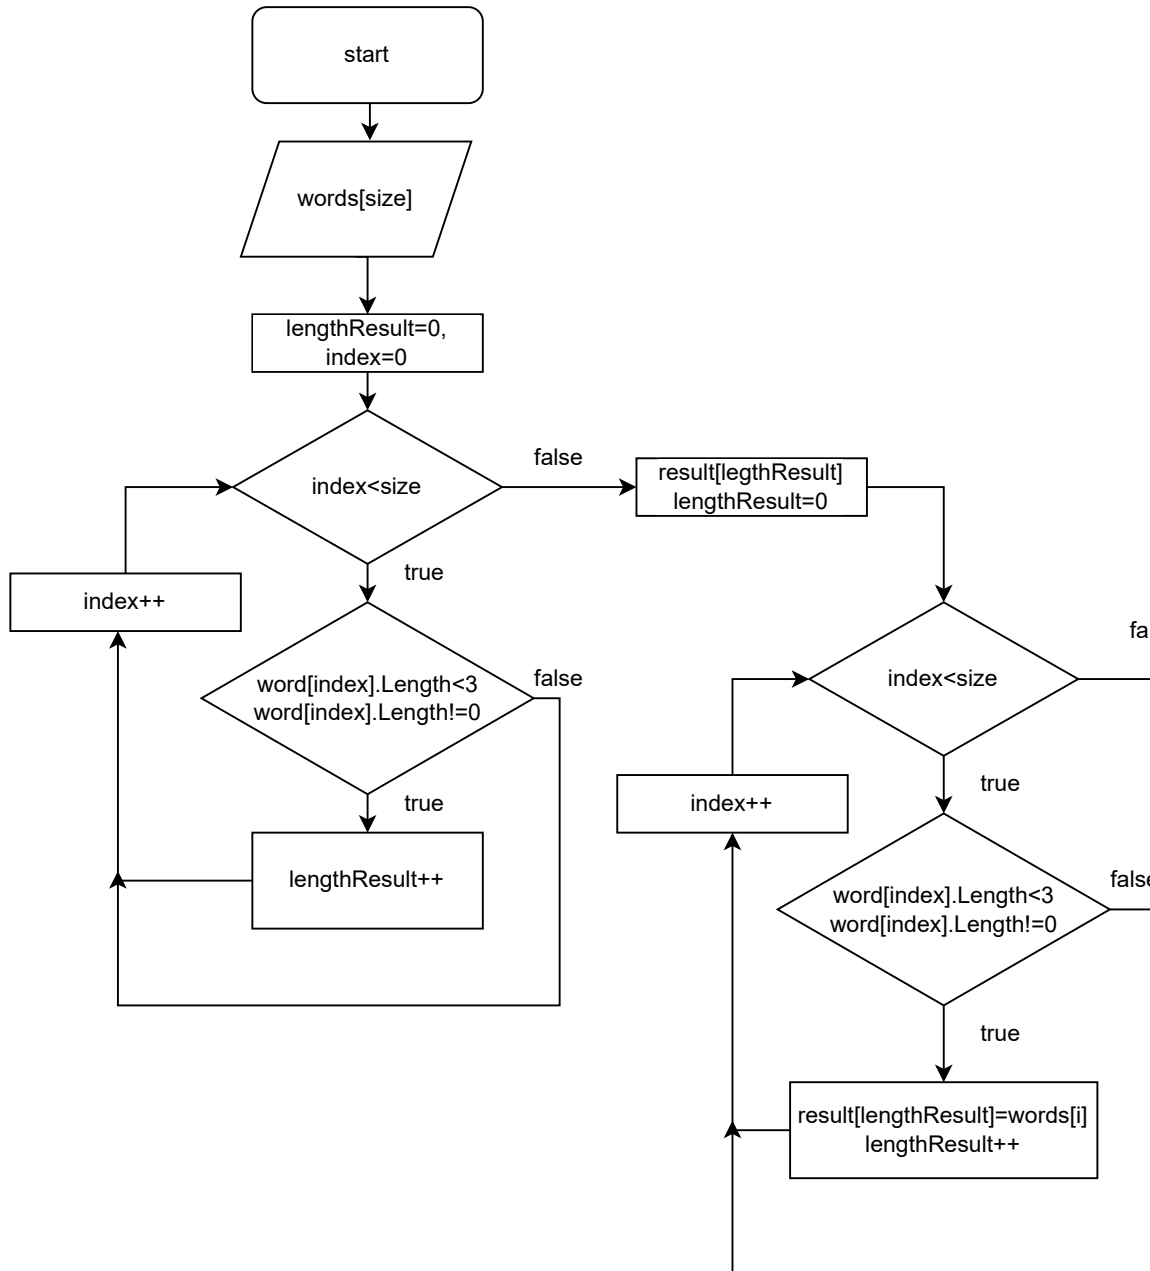 start
words[size]
lengthResult=0,
index=0
index<size
false
true
index++
word[index].Length<3
word[index].Length!=0
false
true
lengthResult++
result[legthResult]
lengthResult=0
index<size
fa
true
index++
word[index].Length<3
word[index].Length!=0
false
true
result[lengthResult]=words[i]
lengthResult++